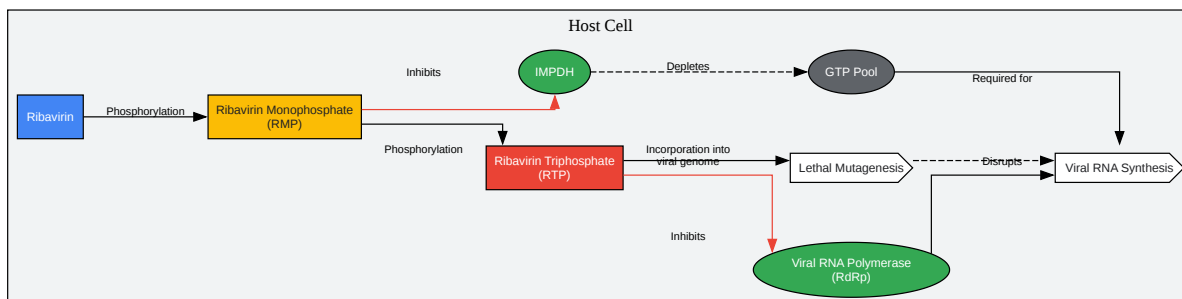 Host Cell
IMPDH
Depletes
GTP Pool
Inhibits
Required for
Ribavirin
Phosphorylation
Ribavirin Monophosphate
(RMP)
Phosphorylation
Ribavirin Triphosphate
(RTP)
Incorporation into
viral genome
Lethal Mutagenesis
Disrupts
Viral RNA Synthesis
Inhibits
Viral RNA Polymerase
(RdRp)